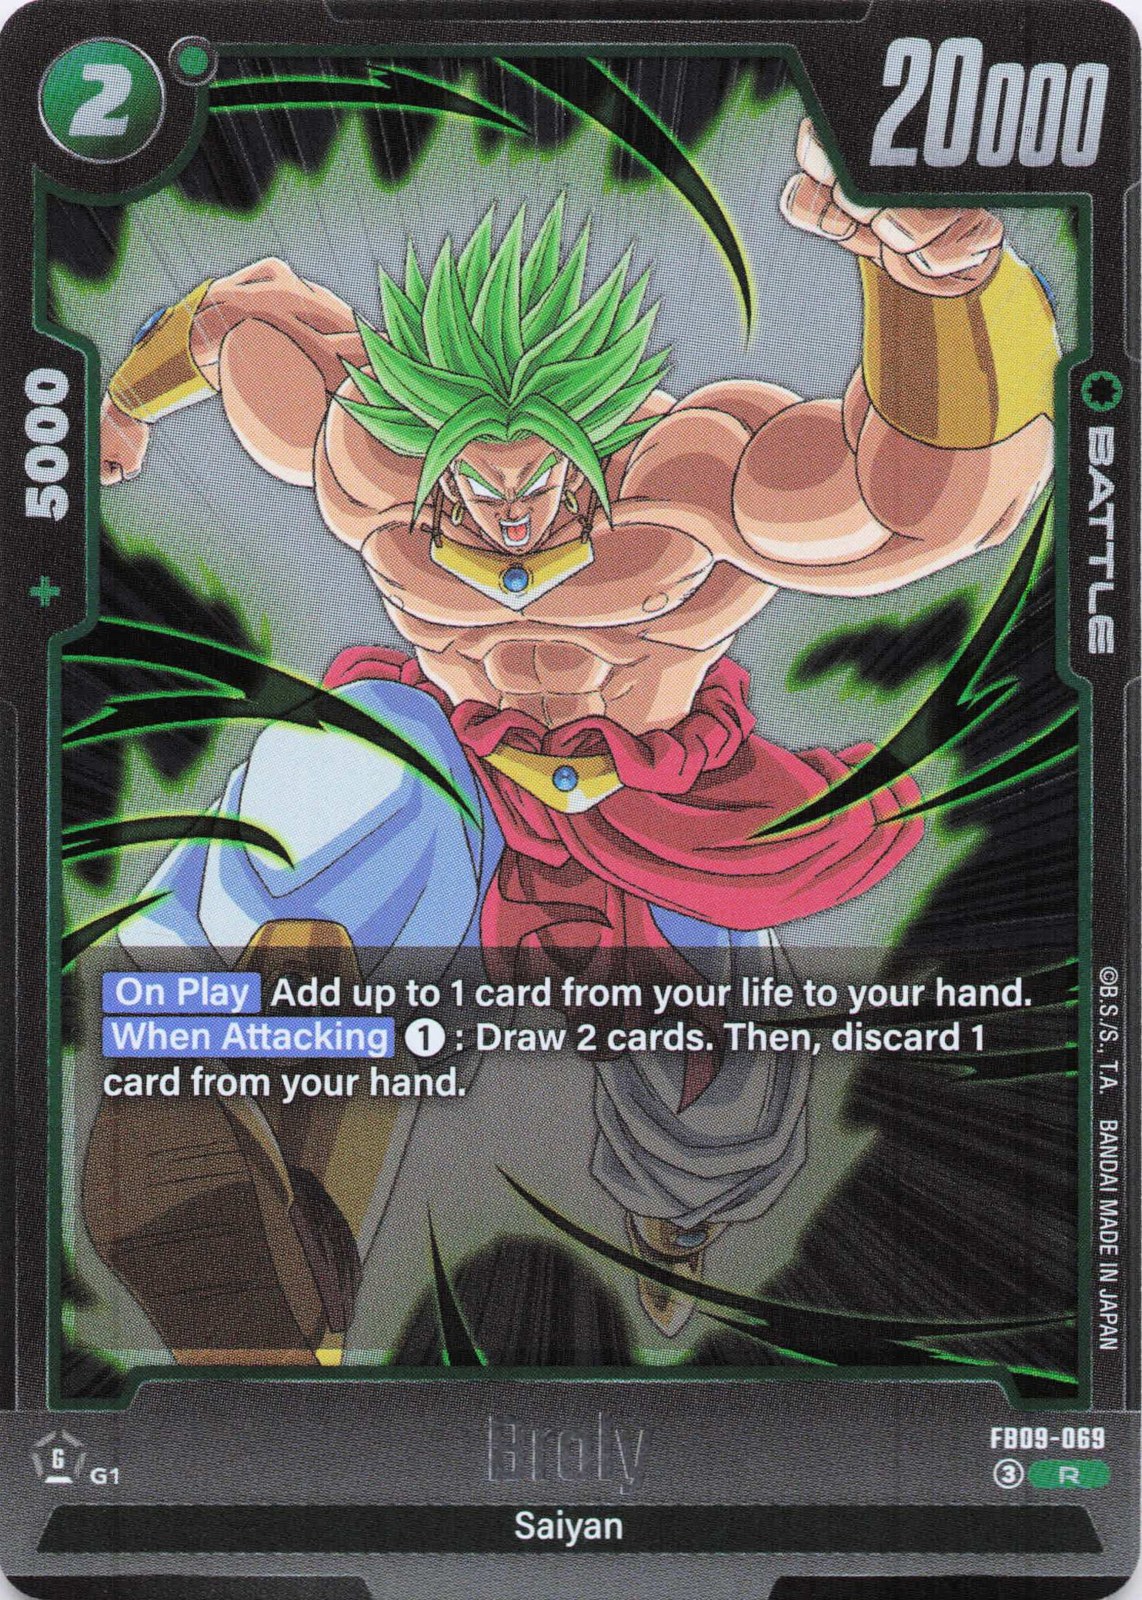 2
20000
+ 5000
BATTLE
On Play Add up to 1 card from your life to your hand.
When Attacking 1 : Draw 2 cards. Then, discard 1
card from your hand.
©B.S./S., T.A. BANDAI MADE IN JAPAN
G
G1
Broly
FB09-069
3 R
Saiyan